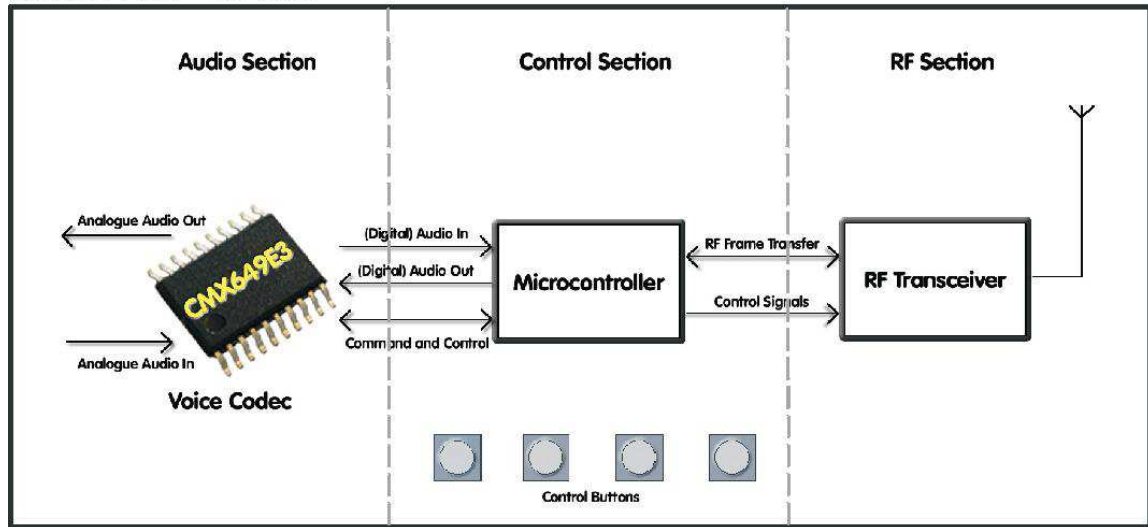 Audio Section
Control Section
RF Section
Analogue Audio Out
CMX649E3
Analogue Audio In
Voice Codec
(Digital) Audio In
(Digital) Audio Out
Command and Control
Microcontroller
RF Frame Transfer
Control Signals
RF Transceiver
Control Buttons